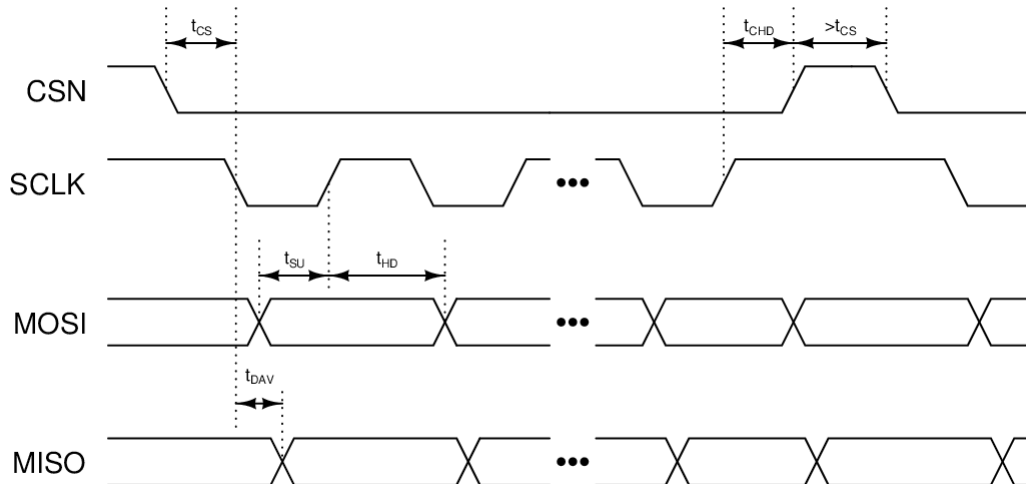 tCS
tCHD
>tCS
CSN
SCLK
•••
tSU
tHD
MOSI
•••
tDAV
MISO
•••